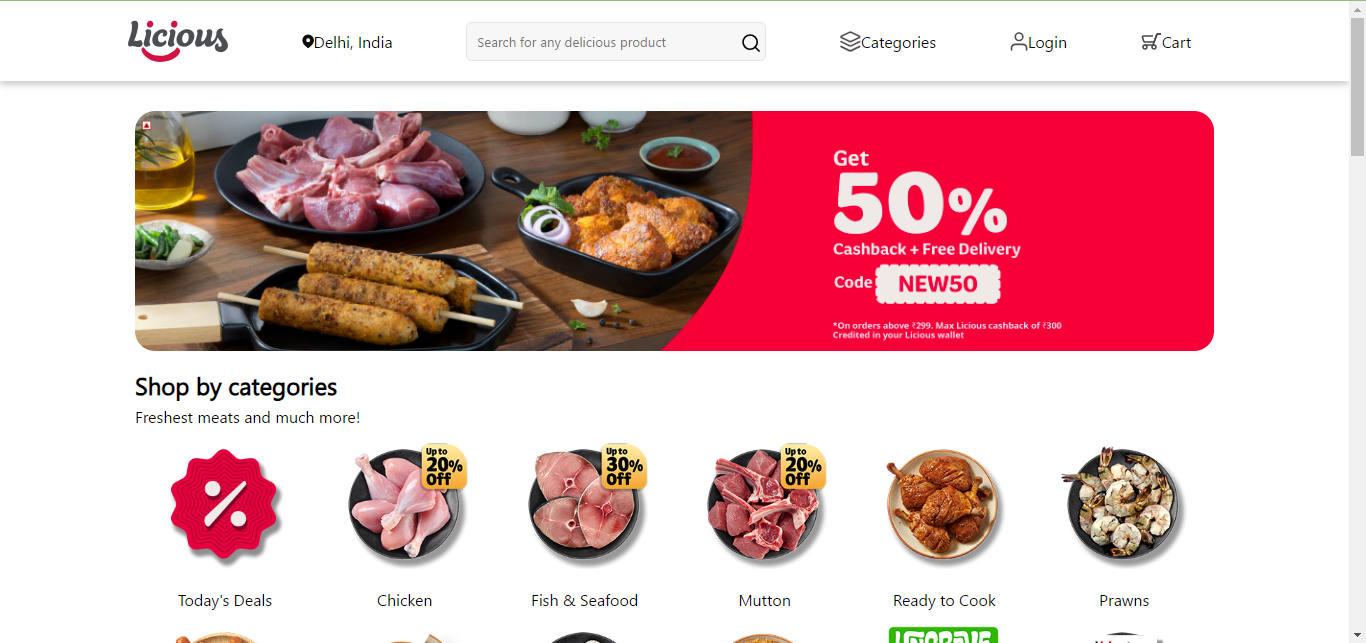 Licious
Delhi, India
Search for any delicious product
Categories
Login
Cart
Get
50%
Cashback + Free Delivery
Code NEW50
*On orders above ₹299. Max Licious cashback of ₹300
Credited in your Licious wallet
Shop by categories
Freshest meats and much more!
%
Up to
20%
Off
Up to
30%
Off
Up to
20%
Off
Today's Deals
Chicken
Fish & Seafood
Mutton
Ready to Cook
Prawns